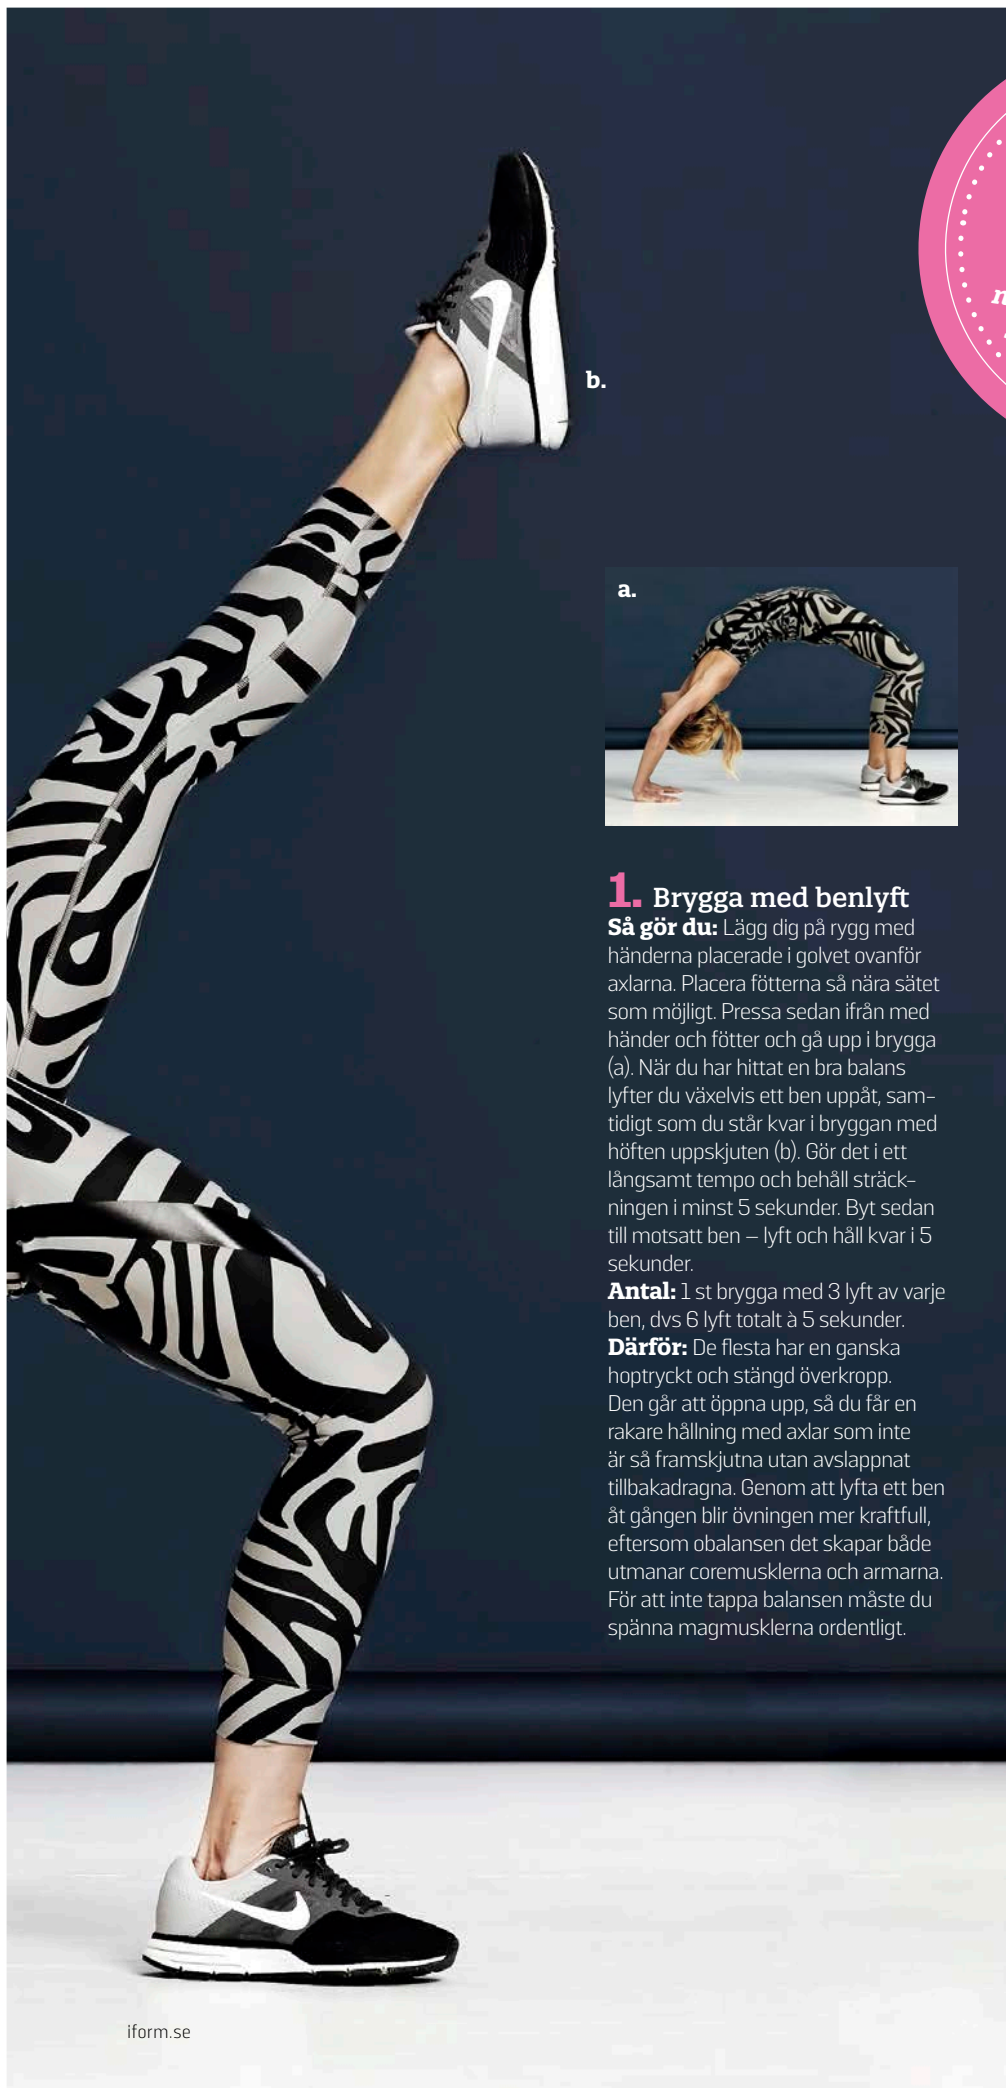 b.
a.
1. Brygga med benlyft
Så gör du: Lägg dig på rygg med
händerna placerade i golvet ovanför
axlarna. Placera fötterna så nära sätet
som möjligt. Pressa sedan ifrån med
händer och fötter och gå upp i brygga
(a). När du har hittat en bra balans
lyfter du växelvis ett ben uppåt, sam-
tidigt som du står kvar i bryggan med
höften uppskjuten (b). Gör det i ett
långsamt tempo och behåll sträck-
ningen i minst 5 sekunder. Byt sedan
till motsatt ben – lyft och håll kvar i 5
sekunder.
Antal: 1 st brygga med 3 lyft av varje
ben, dvs 6 lyft totalt à 5 sekunder.
Därför: De flesta har en ganska
hoptryckt och stängd överkropp.
Den går att öppna upp, så du får en
rakare hållning med axlar som inte
är så framskjutna utan avslappnat
tillbakadragna. Genom att lyfta ett ben
åt gången blir övningen mer kraftfull,
eftersom obalansen det skapar både
utmanar coremusklerna och armarna.
För att inte tappa balansen måste du
spänna magmusklerna ordentligt.
iform.se